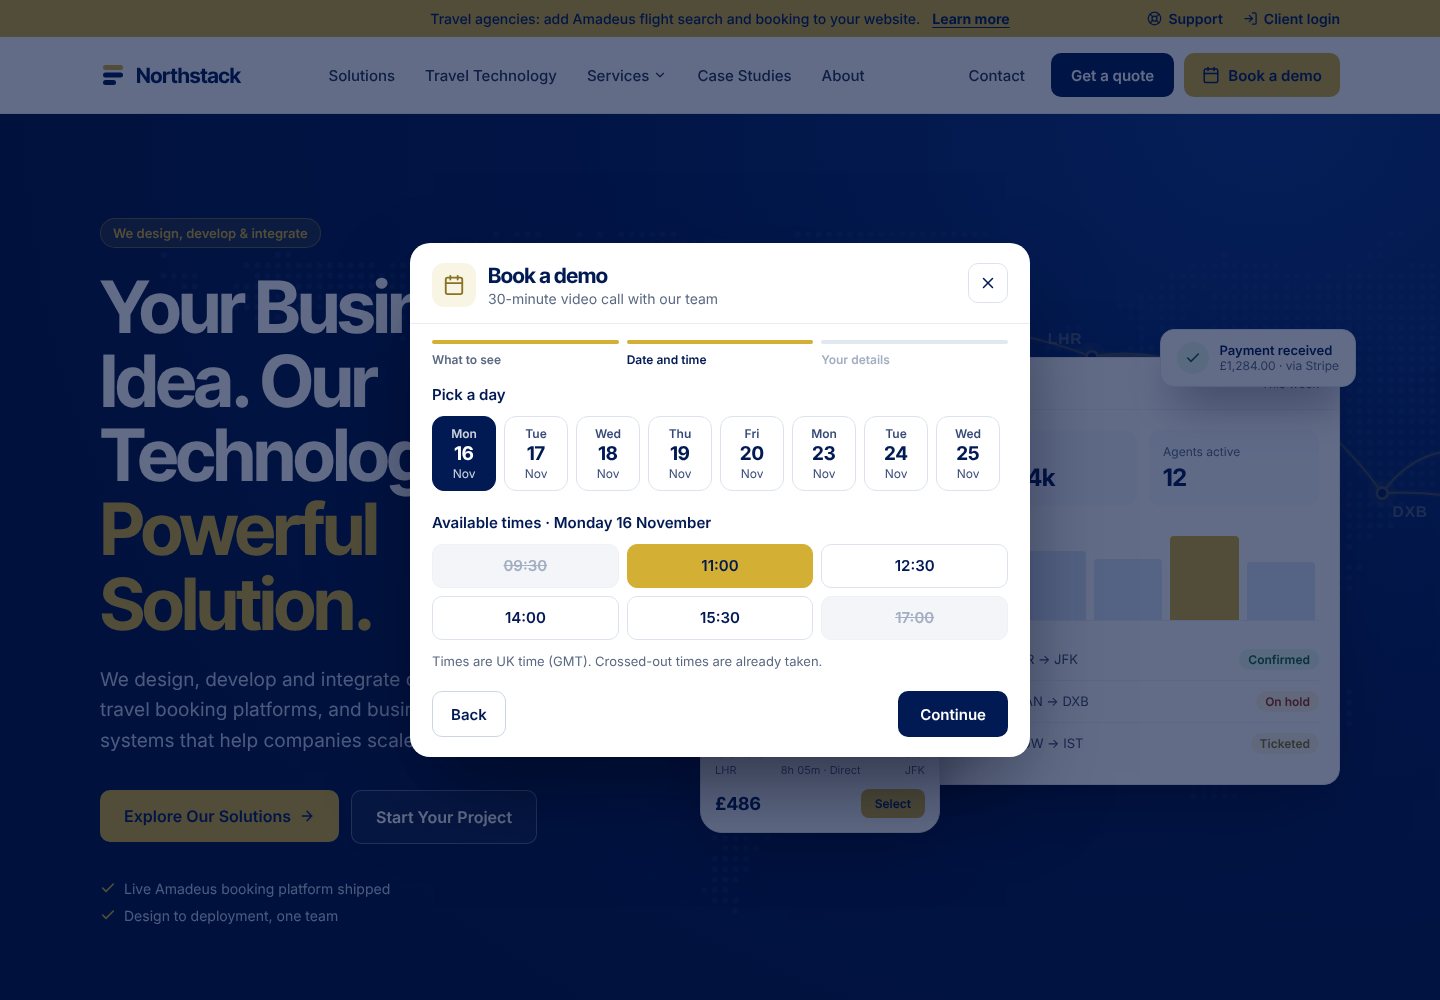 Travel agencies: add Amadeus flight search and booking to your website. Learn more
Support
Client login
Northstack
Solutions
Travel Technology
Services
Case Studies
About
Contact
Get a quote
Book a demo
We design, develop & integrate
Your Busin
Idea. Our
Technolog
Powerful
Solution.
We design, develop and integrate
travel booking platforms, and busin
systems that help companies scale
Explore Our Solutions
Start Your Project
Live Amadeus booking platform shipped
Design to deployment, one team
Book a demo
30-minute video call with our team
What to see
Date and time
Your details
Pick a day
Mon
16
Nov
Tue
17
Nov
Wed
18
Nov
Thu
19
Nov
Fri
20
Nov
Mon
23
Nov
Tue
24
Nov
Wed
25
Nov
Available times · Monday 16 November
09:30
11:00
12:30
14:00
15:30
17:00
Times are UK time (GMT). Crossed-out times are already taken.
Back
Continue
LHR
Payment received
£1,284.00 · via Stripe
4k
Agents active
12
DXB
→ JFK
Confirmed
→ DXB
On hold
→ IST
Ticketed
LHR
8h 05m · Direct
JFK
£486
Select